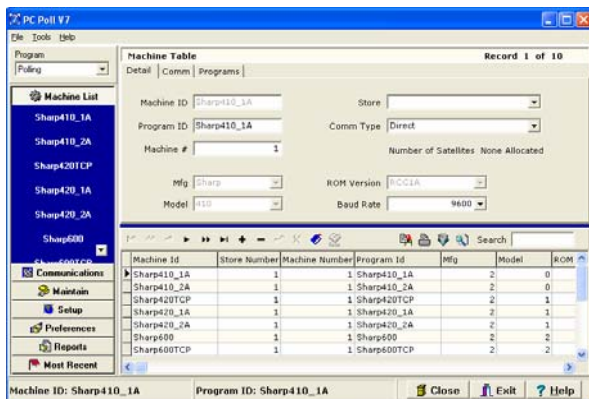 PC Poll V7
File Tools Help
Program
Polling
Machine List
Sharp410_1A
Sharp410_2A
Sharp420TCP
Sharp420_1A
Sharp420_2A
Sharp600
Sharp600TCP
Communications
Maintain
Setup
Preferences
Reports
Most Recent
Machine Table Record 1 of 10
Detail Comm Programs
Machine ID Sharp410_1A Store
Program ID Sharp410_1A Comm Type Direct
Machine # 1 Number of Satellites None Allocated
Mfg Sharp ROM Version RCC1A
Model 410 Baud Rate 9600
Search
Machine Id Store Number Machine Number Program Id Mfg Model ROM
Sharp410_1A 1 1 Sharp410_1A 2 0
Sharp410_2A 1 1 Sharp410_2A 2 0
Sharp420TCP 1 1 Sharp420TCP 2 1
Sharp420_1A 1 1 Sharp420_1A 2 1
Sharp420_2A 1 1 Sharp420_2A 2 1
Sharp600 1 1 Sharp600 2 2
Sharp600TCP 1 1 Sharp600TCP 2 2
Machine ID: Sharp410_1A Program ID: Sharp410_1A Close Exit Help